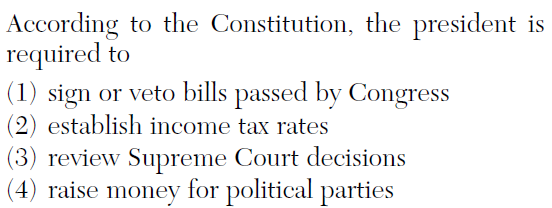 According to the Constitution, the president is
required to
(1) sign or veto bills passed by Congress
(2) establish income tax rates
(3) review Supreme Court decisions
(4) raise money for political parties